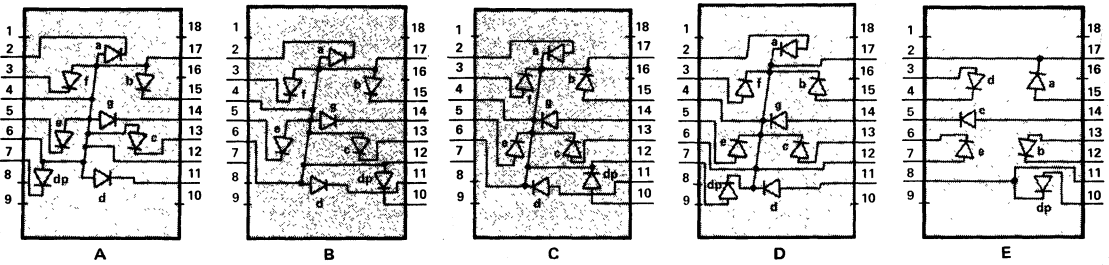 1 18
a
2 17
3 f b 16
4 15
g
5 14
6 e c 13
7 12
8 dp 11
d
9 10
A
1 18
a
2 17
3 b 16
4 f 15
g
5 14
6 e 13
7 c 12
8 dp 11
d
9 10
B
1 18
a
2 17
3 b 16
4 f 15
g
5 14
6 e c 13
7 12
8 dp 11
d
9 10
C
1 18
a
2 17
3 f b 16
4 15
g
5 14
6 e c 13
7 12
8 dp 11
d
9 10
D
1 18
2 17
3 d a 16
4 15
c
5 14
6 e b 13
7 12
8 11
9 dp 10
E